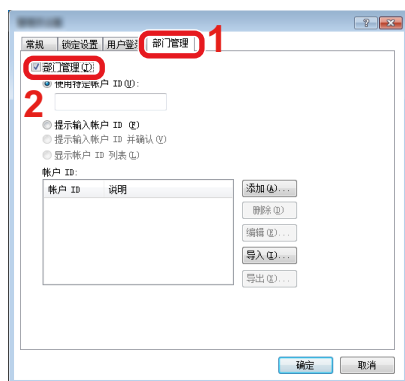 常规 锁定设置 用户登录 部门管理 1
部门管理(J)
使用特定帐户 ID(U):
2
提示输入帐户 ID (P)
提示输入帐户 ID 并确认(V)
显示帐户 ID 列表(L)
帐户 ID:
帐户 ID 说明
添加(A)...
删除(D)
编辑(E)...
导入(I)...
导出(X)...
确定 取消